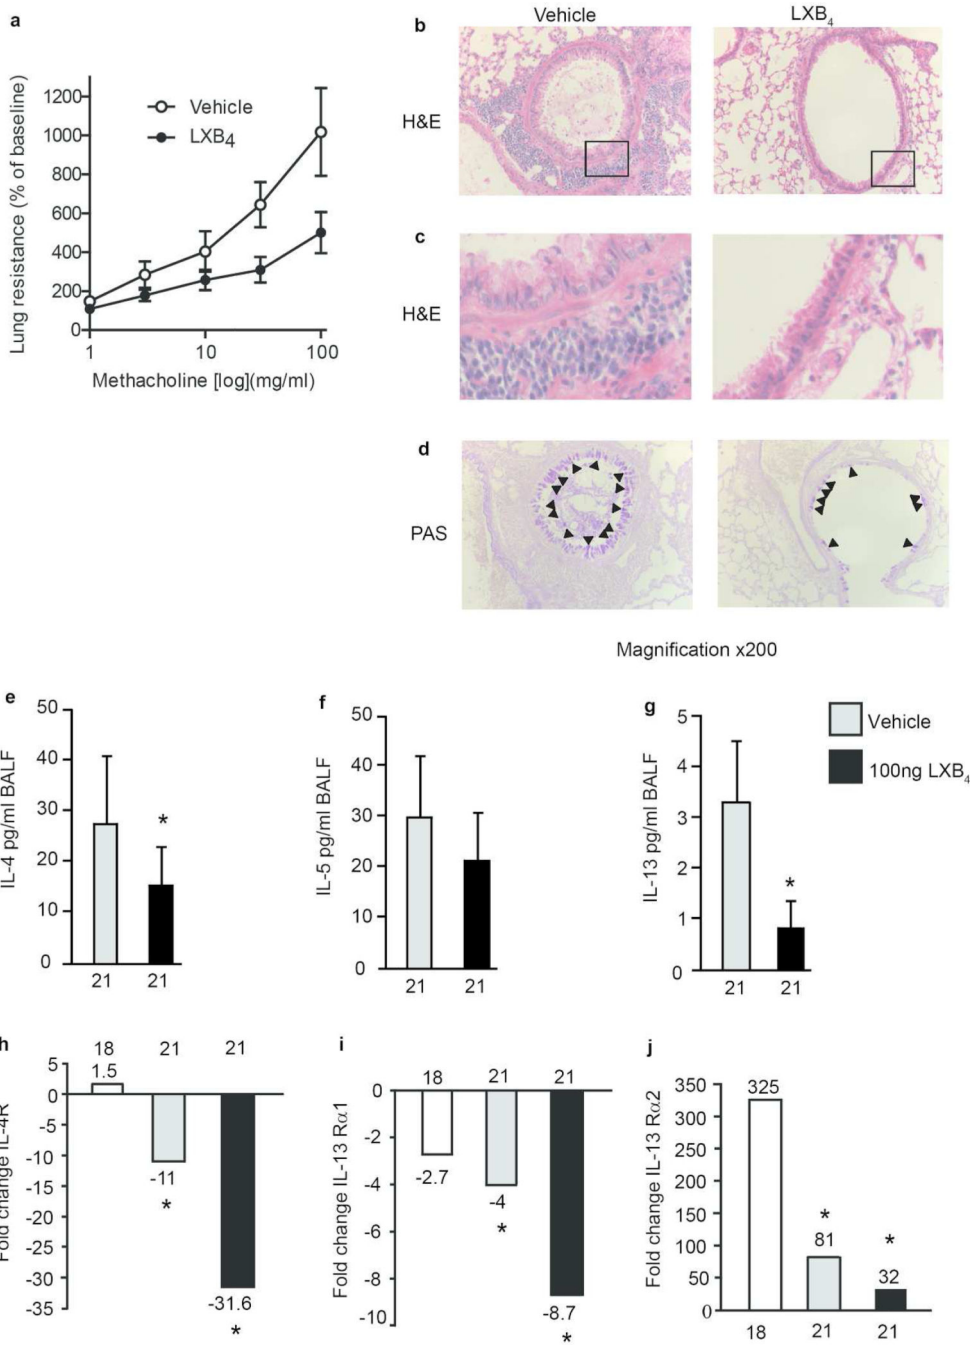 a
Lung resistance (% of baseline)
1200
1000
800
600
400
200
0
Vehicle
LXB4
1 10 100
Methacholine [log](mg/ml)
b
Vehicle LXB4
H&E
c
H&E
d
PAS
Magnification x200
e
IL-4 pg/ml BALF
50
40
30
20
10
0
*
21 21
f
IL-5 pg/ml BALF
50
40
30
20
10
0
21 21
g
IL-13 pg/ml BALF
5
4
3
2
1
0
*
21 21
Vehicle
100ng LXB4
h
Fold change IL-4R
18 21 21
5
0
-5
-10
-15
-20
-25
-30
-35
1.5
-11
*
-31.6
*
i
Fold change IL-13 Rα1
18 21 21
0
-2
-4
-6
-8
-10
-2.7
-4
*
-8.7
*
j
Fold change IL-13 Rα2
350
300
250
200
150
100
50
0
325
*
81
*
32
18 21 21